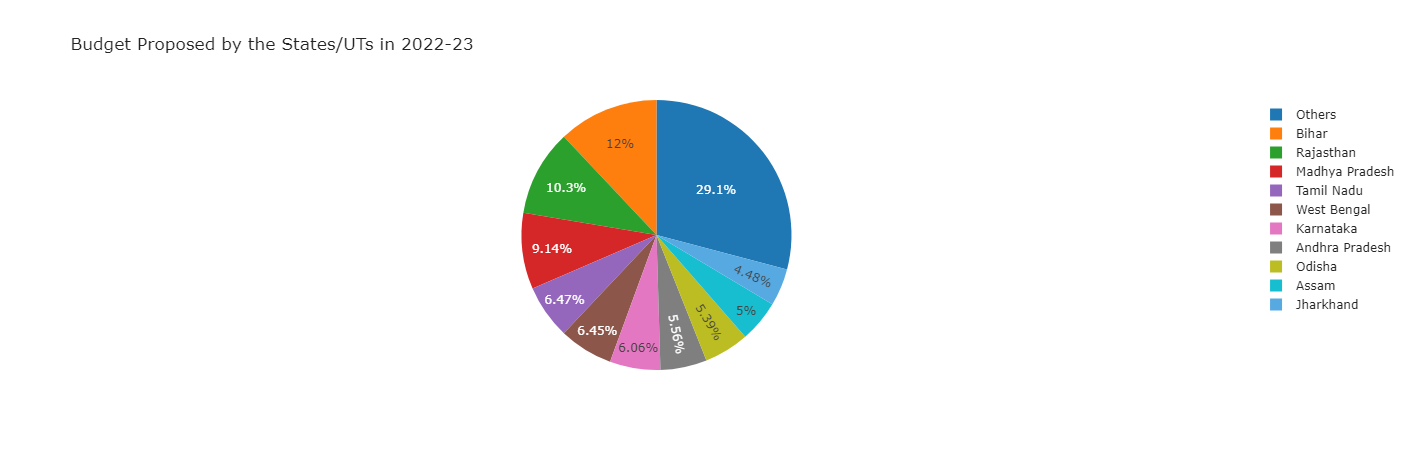 Budget Proposed by the States/UTs in 2022-23
Others
Bihar
Rajasthan
Madhya Pradesh
Tamil Nadu
West Bengal
Karnataka
Andhra Pradesh
Odisha
Assam
Jharkhand
29.1%
12%
10.3%
9.14%
6.47%
6.45%
6.06%
5.56%
5.39%
5%
4.48%